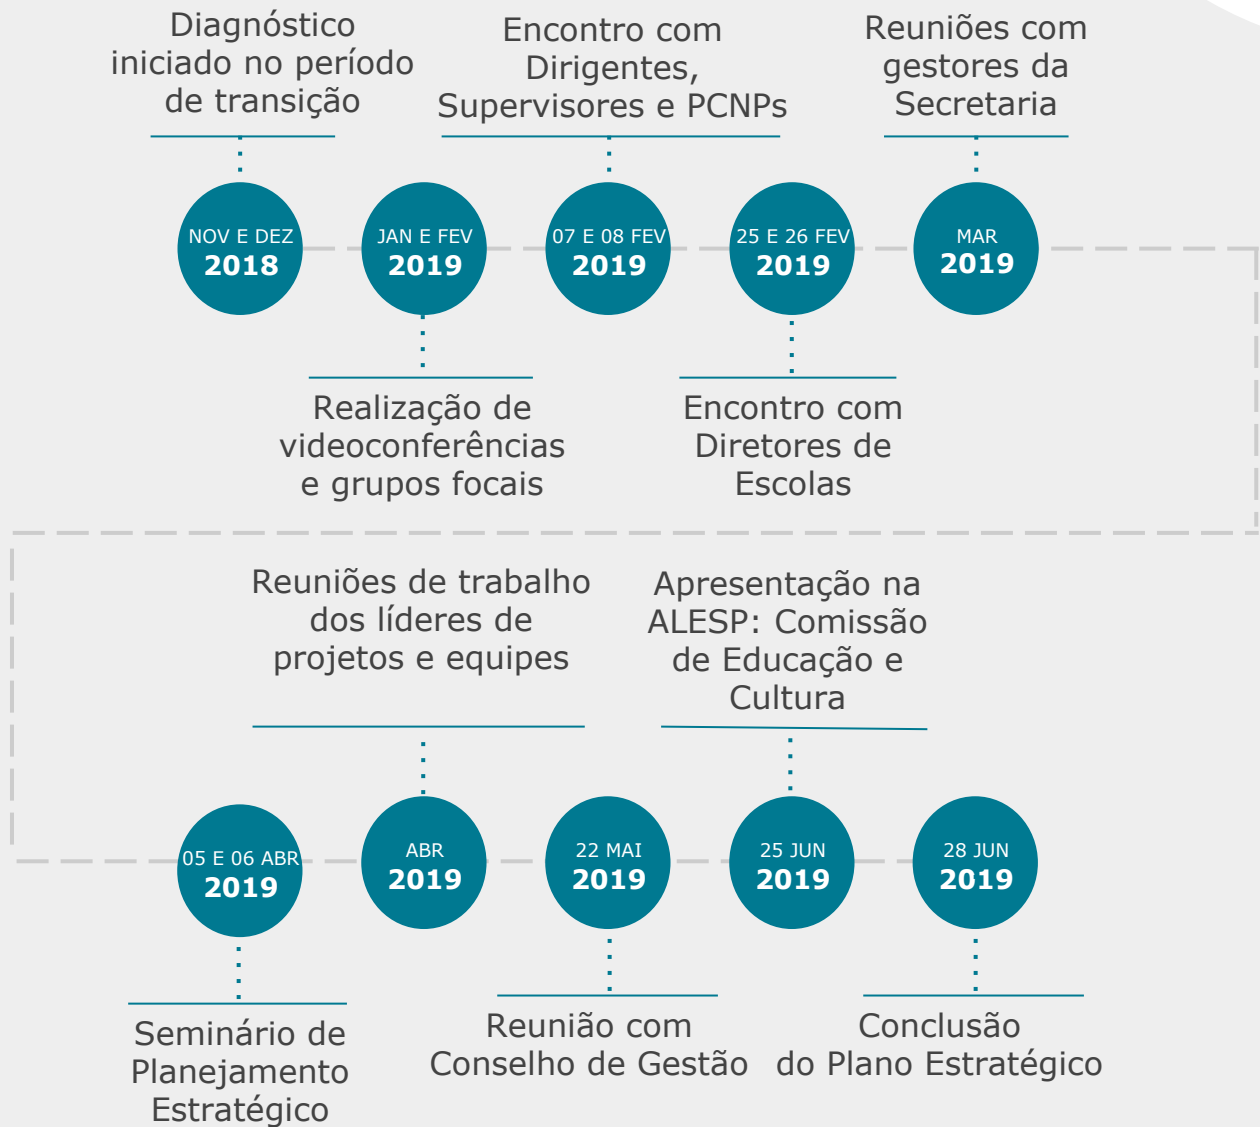 Diagnóstico
iniciado no período
de transição
Encontro com
Dirigentes,
Supervisores e PCNPs
Reuniões com
gestores da
Secretaria
NOV E DEZ
2018
JAN E FEV
2019
07 E 08 FEV
2019
25 E 26 FEV
2019
MAR
2019
Realização de
videoconferências
e grupos focais
Encontro com
Diretores de
Escolas
Reuniões de trabalho
dos líderes de
projetos e equipes
Apresentação na
ALESP: Comissão
de Educação e
Cultura
05 E 06 ABR
2019
ABR
2019
22 MAI
2019
25 JUN
2019
28 JUN
2019
Seminário de
Planejamento
Estratégico
Reunião com
Conselho de Gestão
Conclusão
do Plano Estratégico